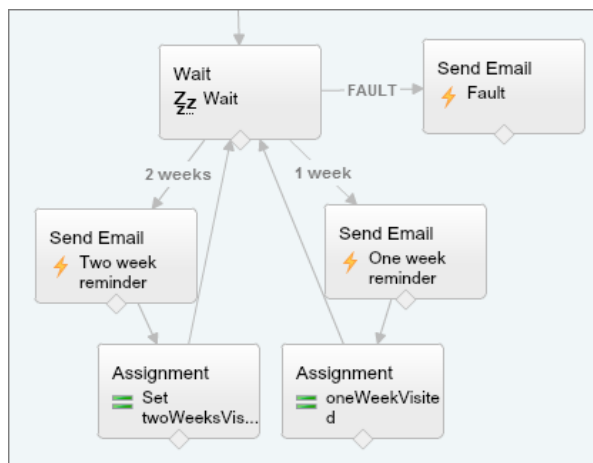 Wait
Zzz... Wait
FAULT
Send Email
Fault
2 weeks
1 week
Send Email
Two week
reminder
Send Email
One week
reminder
Assignment
Set
twoWeeksVis...
Assignment
oneWeekVisite
d